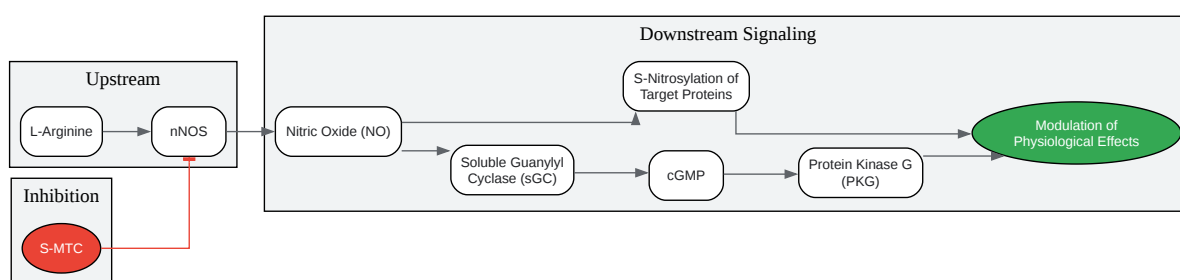 Downstream Signaling
Upstream
L-Arginine
nNOS
Nitric Oxide (NO)
S-Nitrosylation of
Target Proteins
Soluble Guanylyl
Cyclase (sGC)
cGMP
Protein Kinase G
(PKG)
Modulation of
Physiological Effects
Inhibition
S-MTC